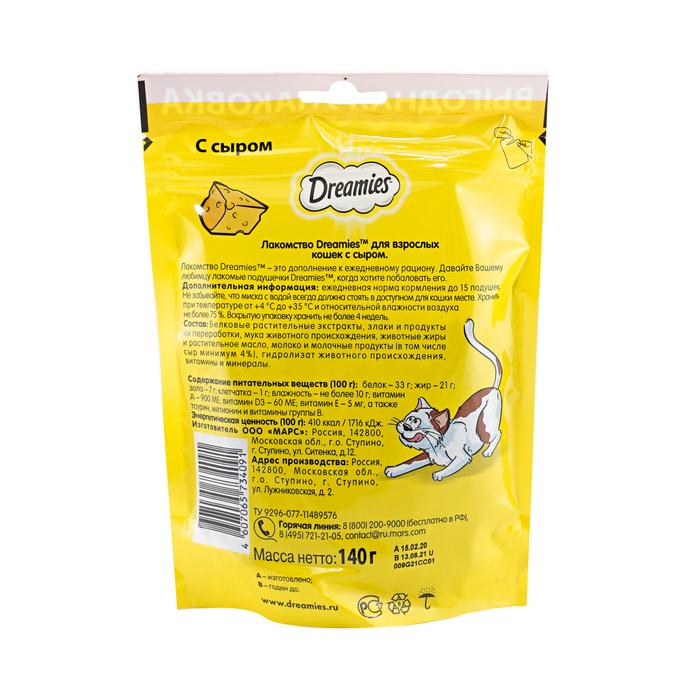 ВЫГОДНАЯ УПАКОВКА
С сыром
Dreamies
Лакомство Dreamies™ для взрослых
кошек с сыром.
Лакомство Dreamies™ – это дополнение к ежедневному рациону. Давайте Вашему
любимцу лакомые подушечки Dreamies™, когда хотите побаловать его.
Дополнительная информация: ежедневная норма кормления до 15 подушек.
Не забывайте, что миска с водой всегда должна стоять в доступном для кошки месте. Хранить
при температуре от +4°C до +35°C и относительной влажности воздуха
не более 75 %. Вскрытую упаковку хранить не более 4 недель.
Состав: Белковые растительные экстракты, злаки и продукты
их переработки, мука животного происхождения, животные жиры
и растительное масло, молоко и молочные продукты (в том числе
сыр минимум 4%), гидролизат животного происхождения,
витамины и минералы.
Содержание питательных веществ (100 г): белок – 33 г; жир – 21 г;
зола – 7 г; клетчатка – 1 г; влажность – не более 10 г; витамин
А – 900 МЕ; витамин D3 – 60 МЕ; витамин Е – 5 мг, а также
таурин, метионин и витамины группы В.
Энергетическая ценность (100 г): 410 ккал / 1716 кДж.
Изготовитель ООО «МАРС»: Россия, 142800,
Московская обл., г.о. Ступино,
г. Ступино, ул. Ситенка, д.12.
Адрес производства: Россия,
142800, Московская обл.,
г.о. Ступино, г. Ступино,
ул. Лужниковская, д. 2.
4 607065 734091
ТУ 9296-077-11489576
Горячая линия: 8 (800) 200-9000 (бесплатно в РФ),
8 (495) 721-21-05, contact@ru.mars.com
Масса нетто: 140 г
A 15.02.20
B 13.08.21 U
009G21CC01
А – изготовлено;
В – годен до.
www.dreamies.ru